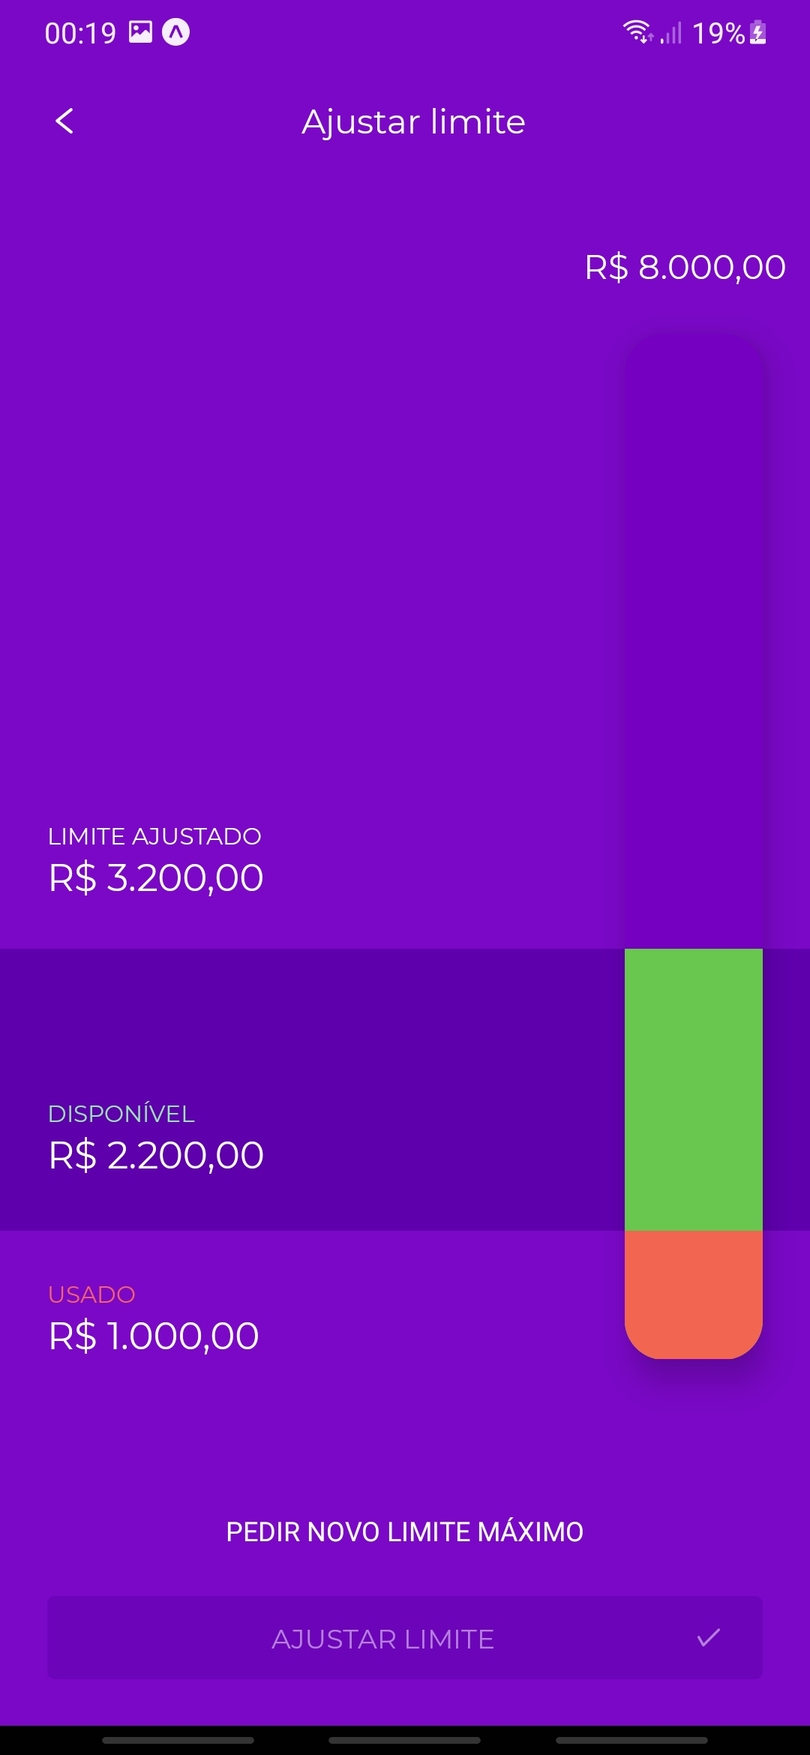 00:19 19%
Ajustar limite
R$ 8.000,00
LIMITE AJUSTADO
R$ 3.200,00
DISPONÍVEL
R$ 2.200,00
USADO
R$ 1.000,00
PEDIR NOVO LIMITE MÁXIMO
AJUSTAR LIMITE